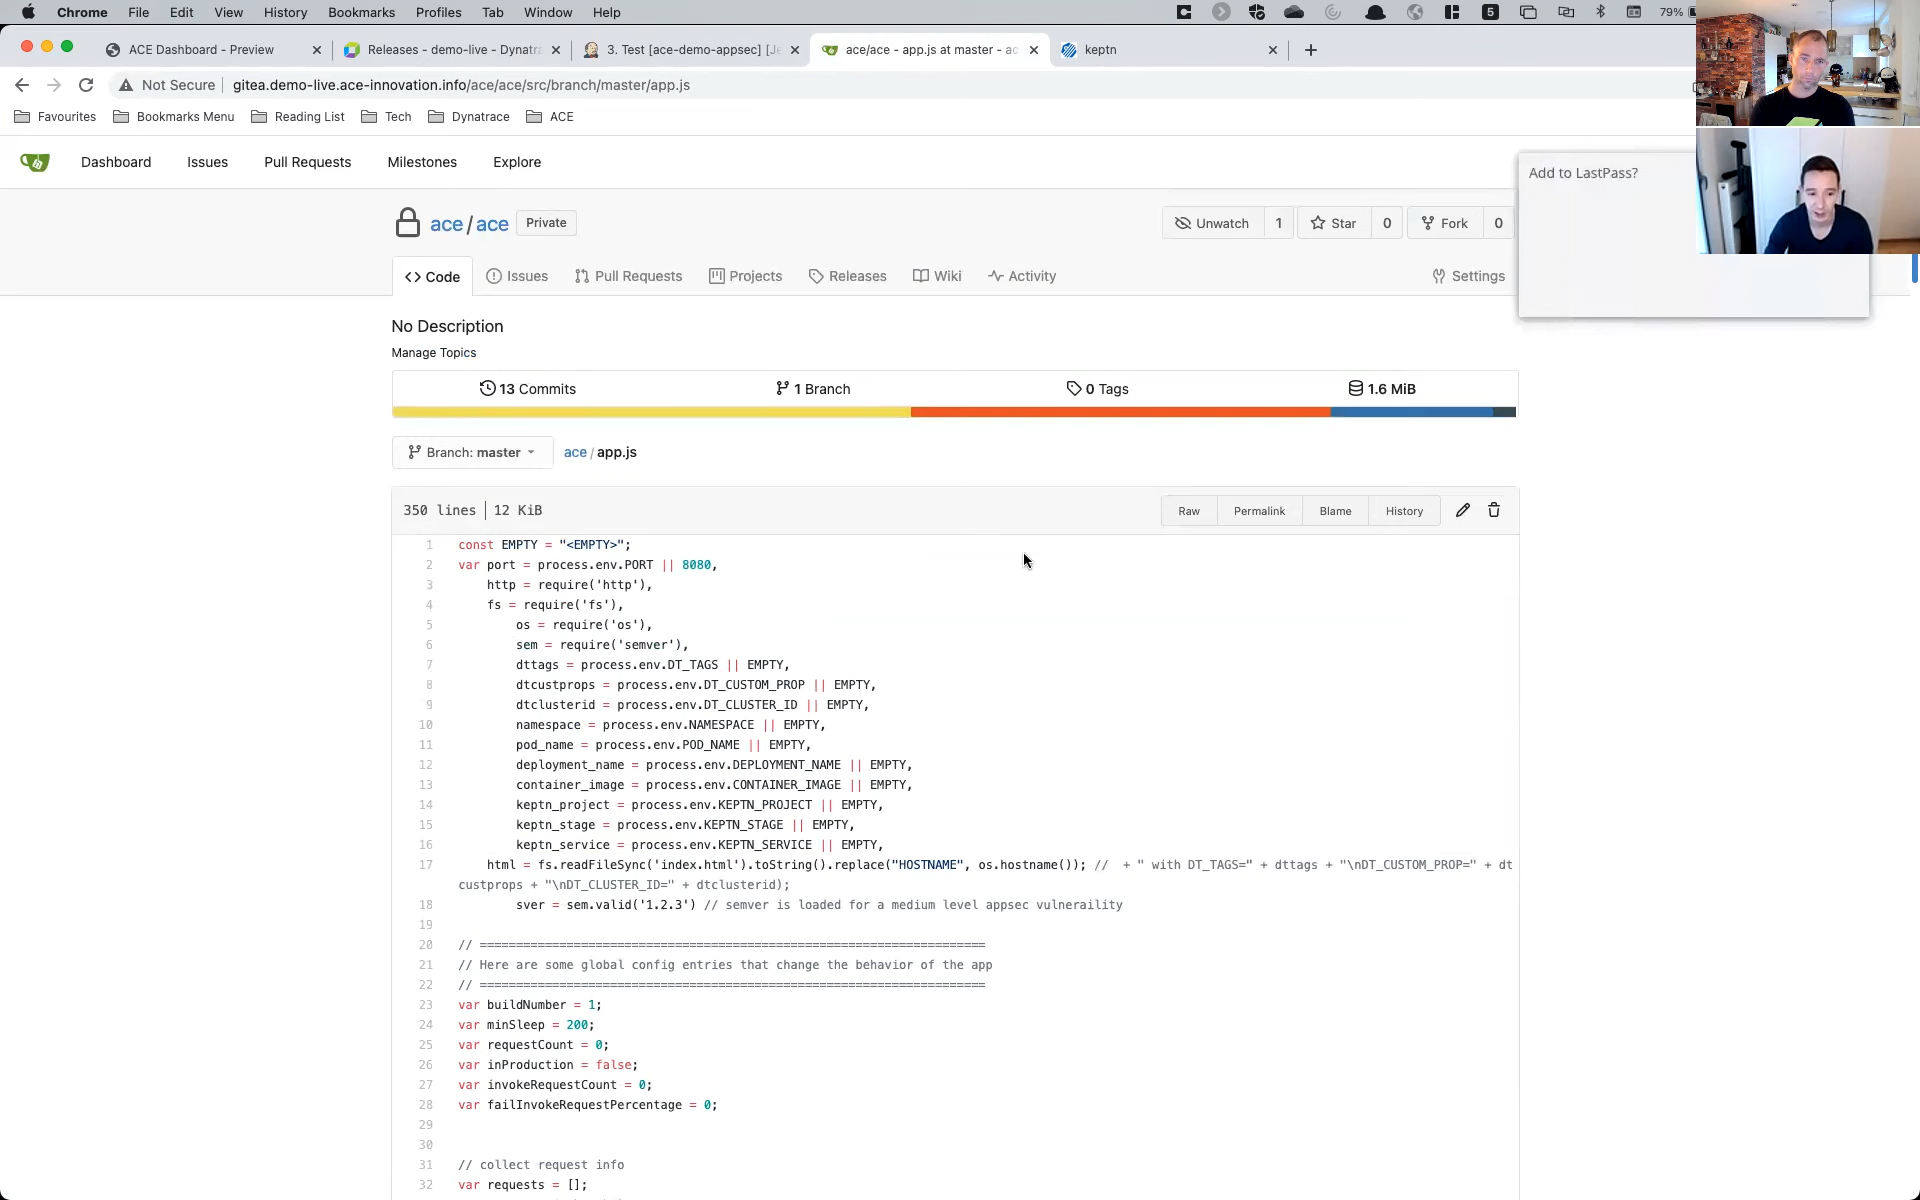 Chrome File Edit View History Bookmarks Profiles Tab Window Help 5 79%
ACE Dashboard - Preview Releases - demo-live - Dynatra 3. Test [ace-demo-appsec] [Je ace/ace - app.js at master - ac keptn
Not Secure gitea.demo-live.ace-innovation.info/ace/ace/src/branch/master/app.js
Favourites Bookmarks Menu Reading List Tech Dynatrace ACE
Dashboard Issues Pull Requests Milestones Explore
Add to LastPass?
ace / ace Private Unwatch 1 Star 0 Fork 0
<> Code Issues Pull Requests Projects Releases Wiki Activity Settings
No Description
Manage Topics
13 Commits 1 Branch 0 Tags 1.6 MiB
Branch: master ace / app.js
350 lines 12 KiB Raw Permalink Blame History
1 const EMPTY = "<EMPTY>";
2 var port = process.env.PORT || 8080,
3 http = require('http'),
4 fs = require('fs'),
5 os = require('os'),
6 sem = require('semver'),
7 dttags = process.env.DT_TAGS || EMPTY,
8 dtcustprops = process.env.DT_CUSTOM_PROP || EMPTY,
9 dtclusterid = process.env.DT_CLUSTER_ID || EMPTY,
10 namespace = process.env.NAMESPACE || EMPTY,
11 pod_name = process.env.POD_NAME || EMPTY,
12 deployment_name = process.env.DEPLOYMENT_NAME || EMPTY,
13 container_image = process.env.CONTAINER_IMAGE || EMPTY,
14 keptn_project = process.env.KEPTN_PROJECT || EMPTY,
15 keptn_stage = process.env.KEPTN_STAGE || EMPTY,
16 keptn_service = process.env.KEPTN_SERVICE || EMPTY,
17 html = fs.readFileSync('index.html').toString().replace("HOSTNAME", os.hostname()); // + " with DT_TAGS=" + dttags + "\nDT_CUSTOM_PROP=" + dt
custprops + "\nDT_CLUSTER_ID=" + dtclusterid);
18 sver = sem.valid('1.2.3') // semver is loaded for a medium level appsec vulneraility
19
20 // ======================================================================
21 // Here are some global config entries that change the behavior of the app
22 // ======================================================================
23 var buildNumber = 1;
24 var minSleep = 200;
25 var requestCount = 0;
26 var inProduction = false;
27 var invokeRequestCount = 0;
28 var failInvokeRequestPercentage = 0;
29
30
31 // collect request info
32 var requests = [];